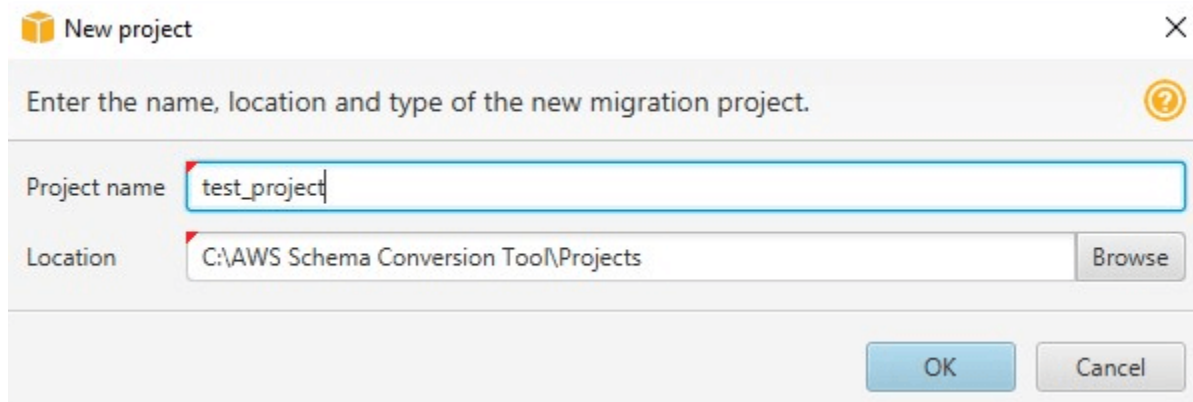 New project
Enter the name, location and type of the new migration project.
Project name test_project
Location C:\AWS Schema Conversion Tool\Projects Browse
OK Cancel